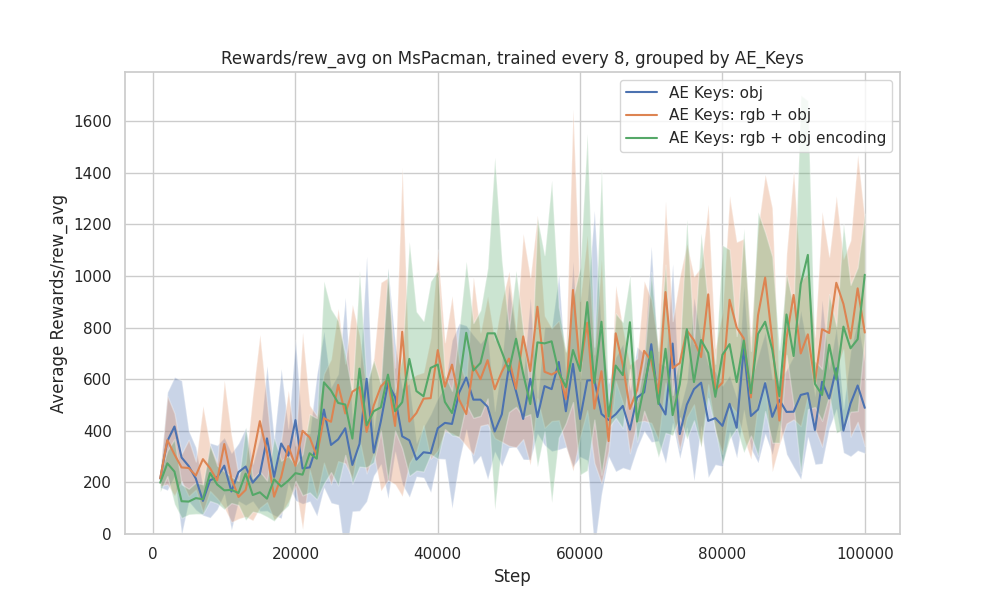 Rewards/rew_avg on MsPacman, trained every 8, grouped by AE_Keys
AE Keys: obj
AE Keys: rgb + obj
AE Keys: rgb + obj encoding
Average Rewards/rew_avg
1600
1400
1200
1000
800
600
400
200
0
0
20000
40000
60000
80000
100000
Step